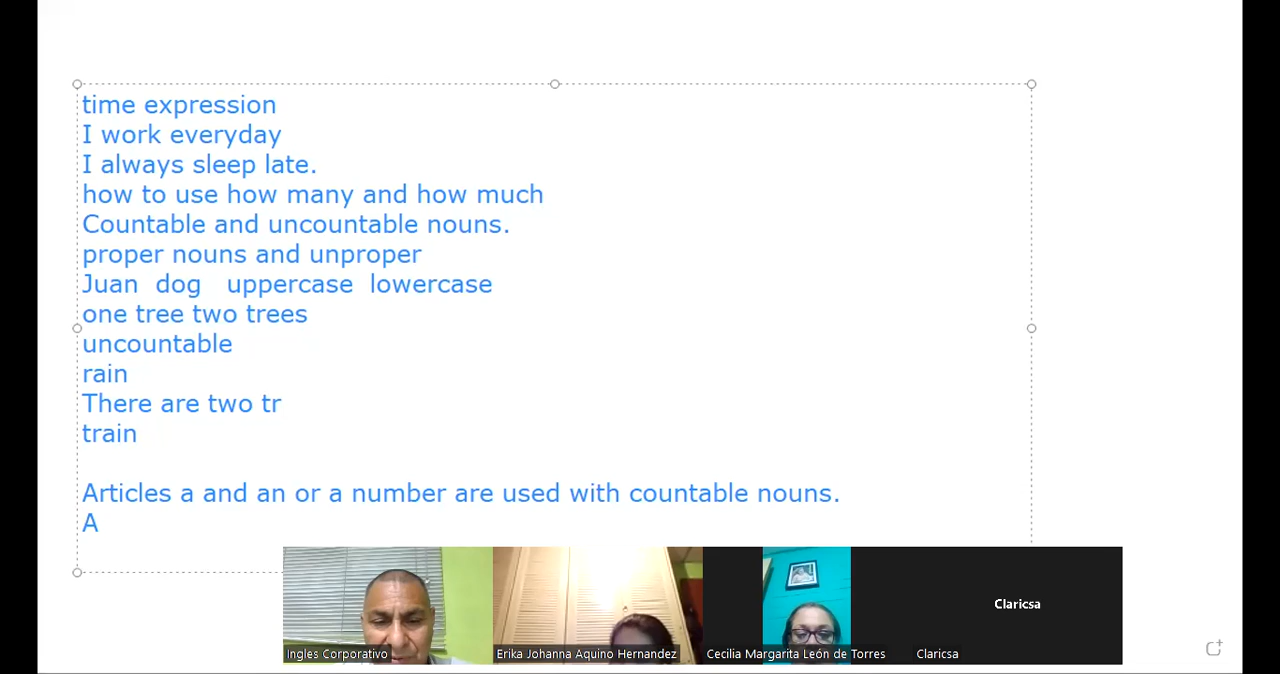 time expression
I work everyday
I always sleep late.
how to use how many and how much
Countable and uncountable nouns.
proper nouns and unproper
Juan dog uppercase lowercase
one tree two trees
uncountable
rain
There are two tr
train
Articles a and an or a number are used with countable nouns.
A
Claricsa
Ingles Corporativo
Erika Johanna Aquino Hernandez
Cecilia Margarita León de Torres
Claricsa